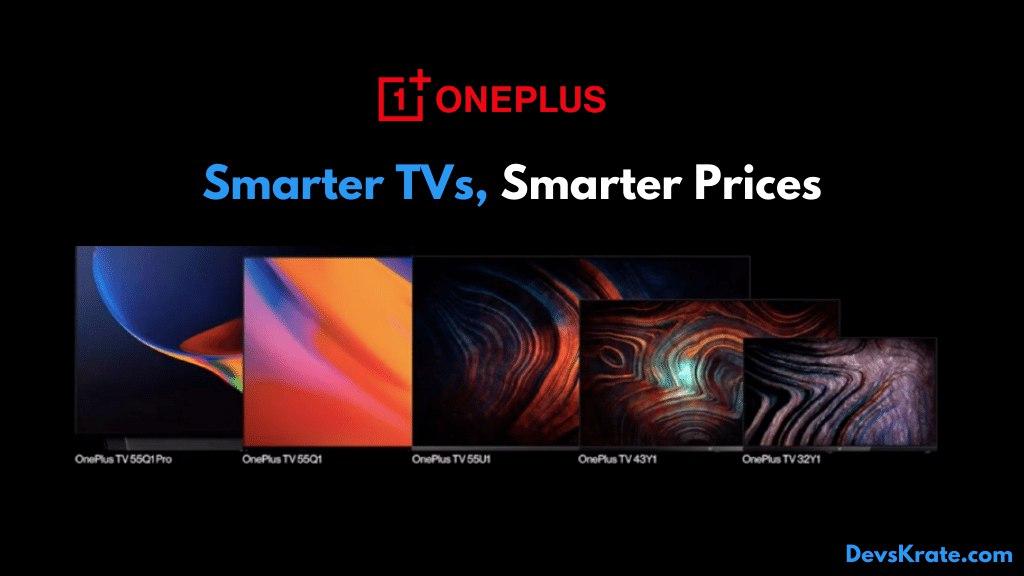 1+ ONEPLUS
Smarter TVs, Smarter Prices
OnePlus TV 55Q1 Pro
OnePlus TV 55Q1
OnePlus TV 55U1
OnePlus TV 43Y1
OnePlus TV 32Y1
DevsKrate.com